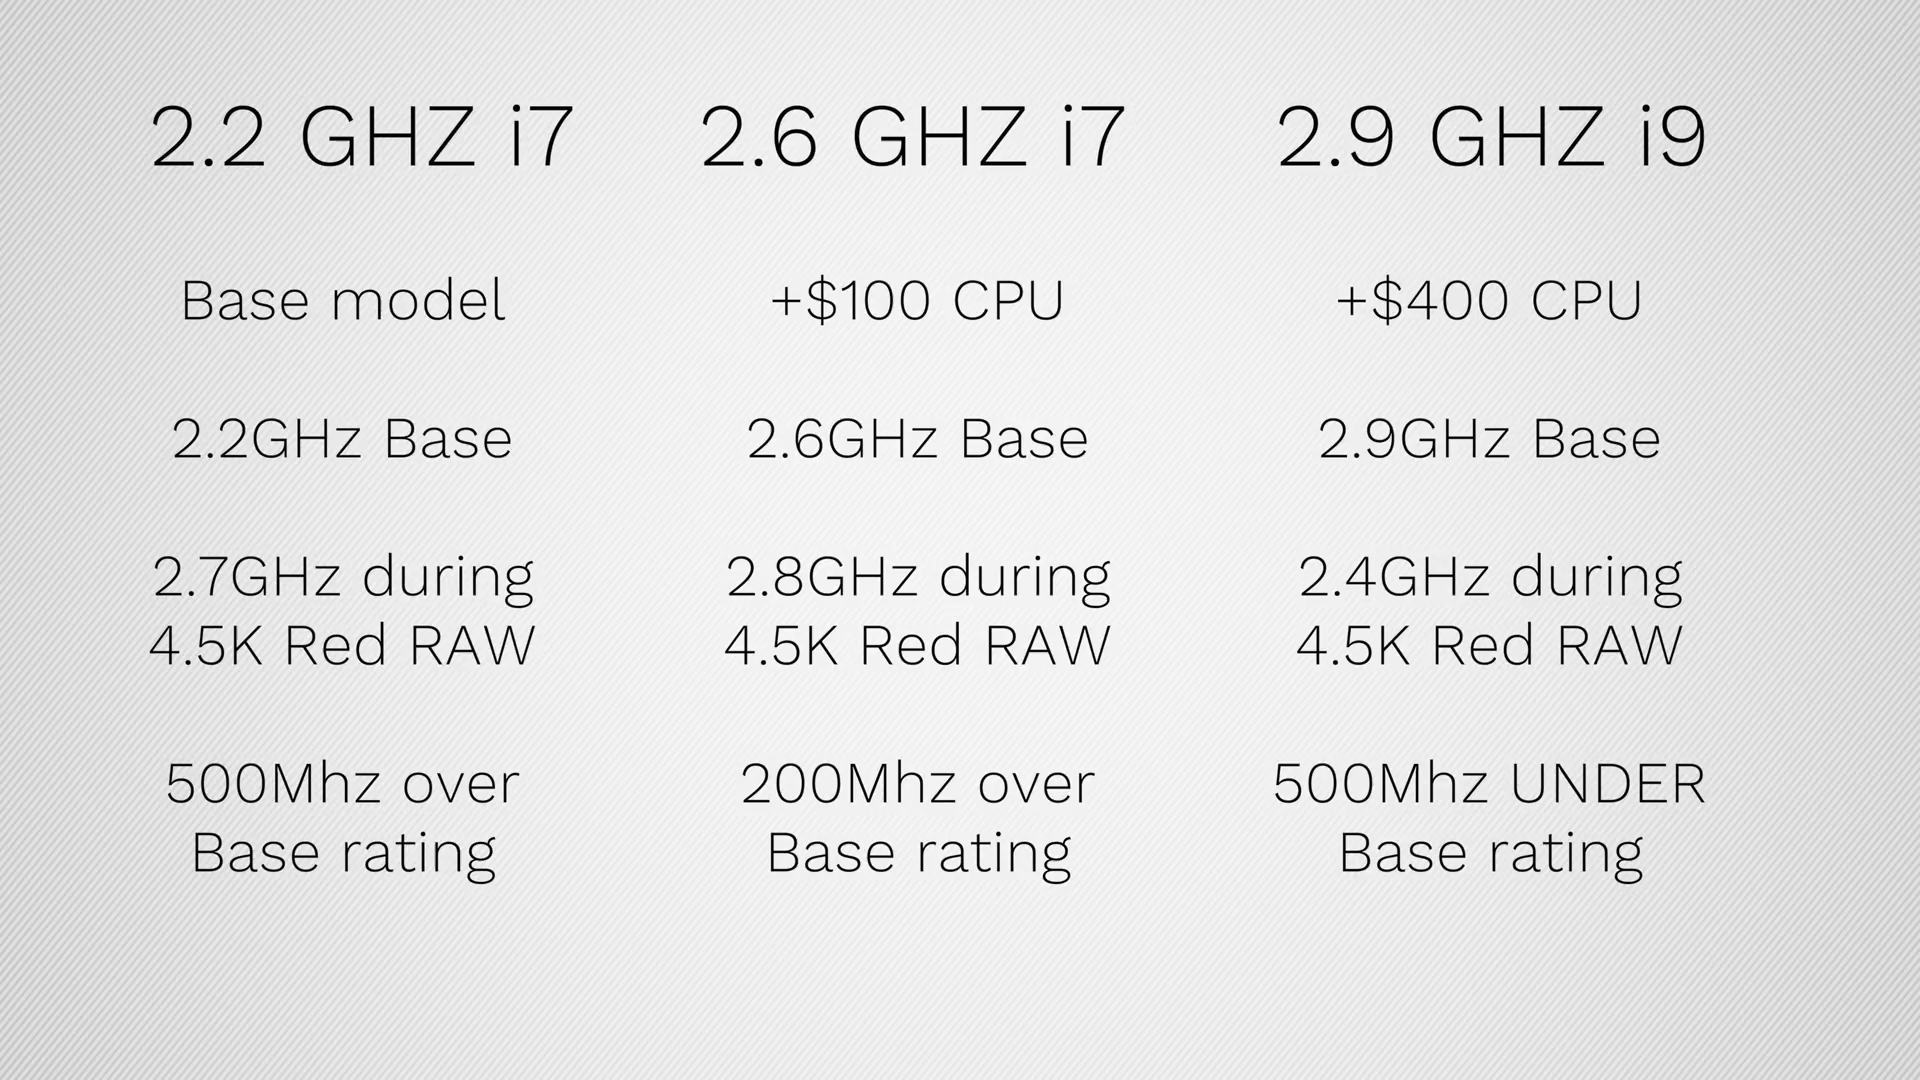 2.2 GHZ i7
Base model
2.2GHz Base
2.7GHz during
4.5K Red RAW
500Mhz over
Base rating
2.6 GHZ i7
+$100 CPU
2.6GHz Base
2.8GHz during
4.5K Red RAW
200Mhz over
Base rating
2.9 GHZ i9
+$400 CPU
2.9GHz Base
2.4GHz during
4.5K Red RAW
500Mhz UNDER
Base rating